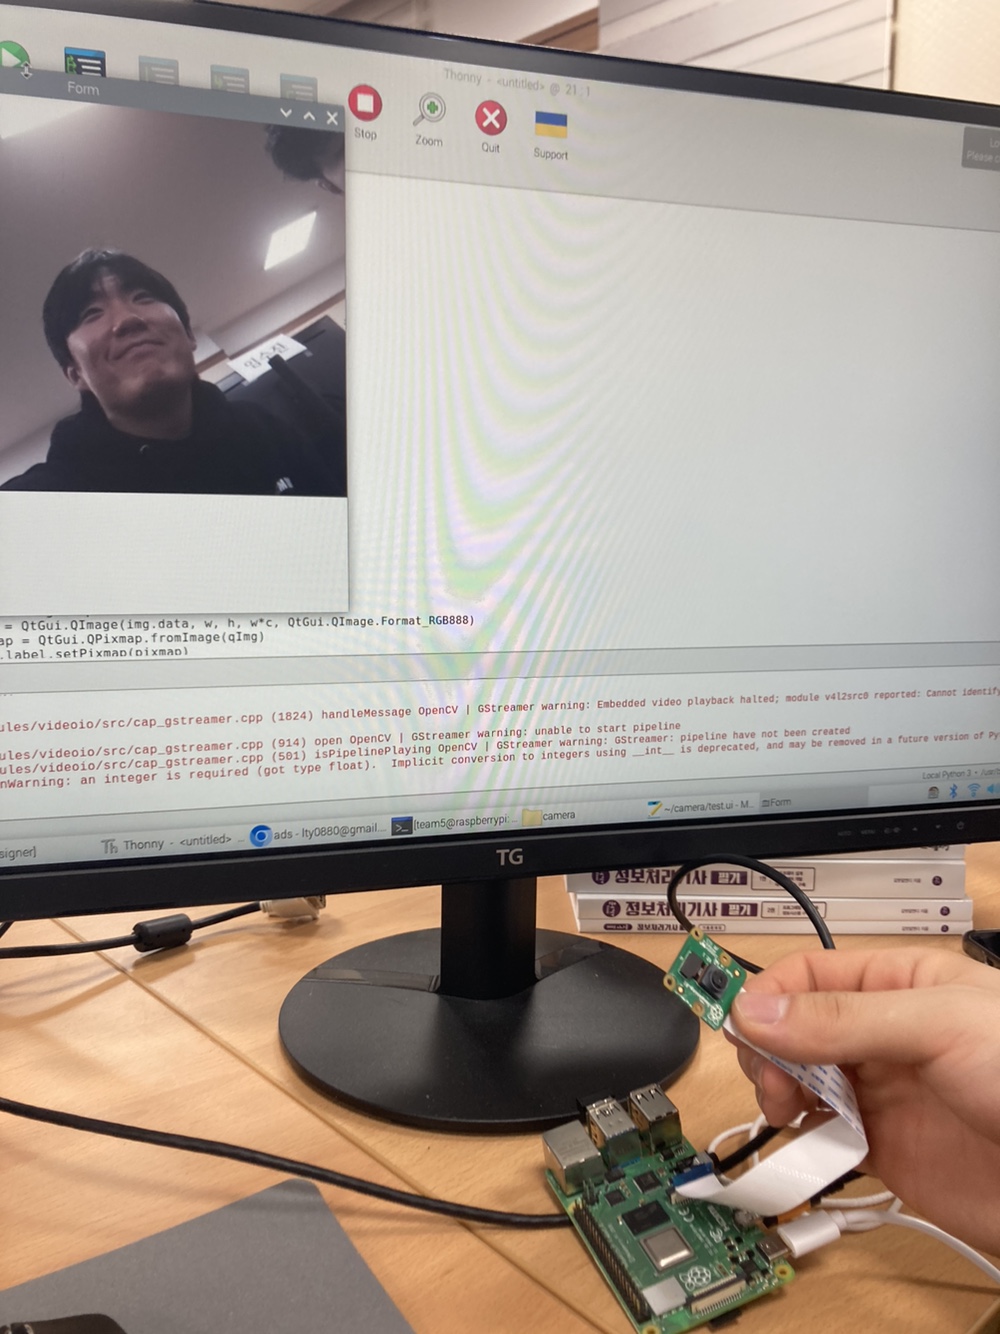 Thonny - <untitled> @ 21:1
Form
Stop
Zoom
Quit
Support
Lo
Please c
임수진
= QtGui.QImage(img.data, w, h, w*c, QtGui.QImage.Format_RGB888)
ap = QtGui.QPixmap.fromImage(qImg)
.label.setPixmap(pixmap)
ules/videoio/src/cap_gstreamer.cpp (1824) handleMessage OpenCV | GStreamer warning: Embedded video playback halted; module v4l2src0 reported: Cannot identify
ules/videoio/src/cap_gstreamer.cpp (914) open OpenCV | GStreamer warning: unable to start pipeline
ules/videoio/src/cap_gstreamer.cpp (501) isPipelinePlaying OpenCV | GStreamer warning: GStreamer: pipeline have not been created
nWarning: an integer is required (got type float). Implicit conversion to integers using __int__ is deprecated, and may be removed in a future version of Py
Local Python 3 • /usr/b
signer]
Thonny - <untitled> ...
ads - lty0880@gmail....
[team5@raspberrypi: ...
camera
~/camera/test.ui - M...
Form
TG
정보처리기사 필기
정보처리기사 필기
정보처리기사